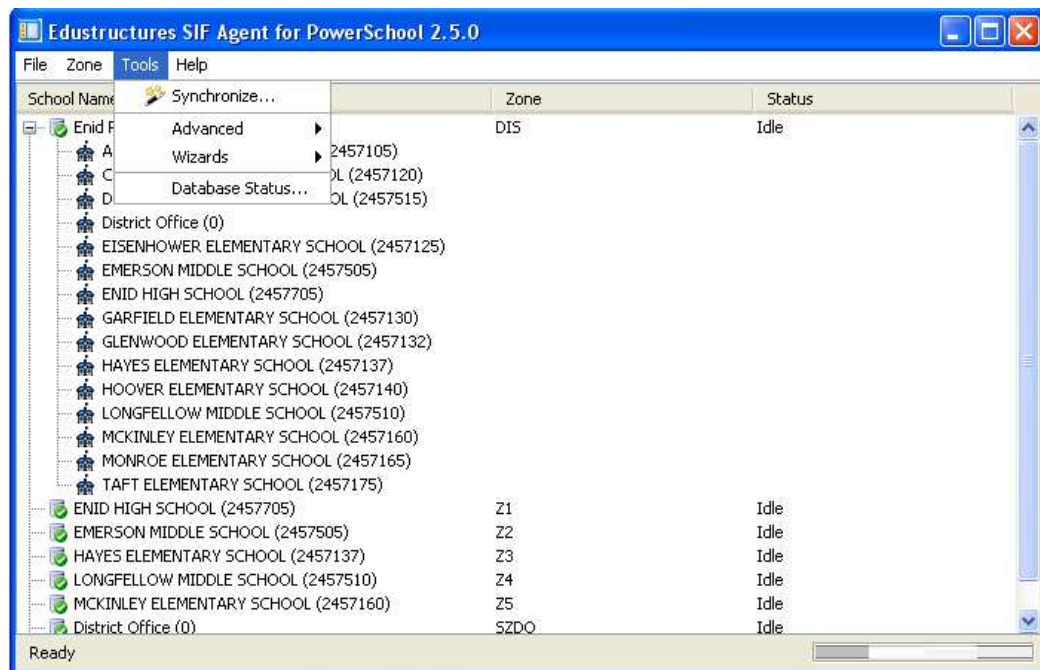 Edustructures SIF Agent for PowerSchool 2.5.0
File Zone Tools Help
School Name Zone Status
Synchronize...
Advanced
Wizards
Database Status...
Enid DIS Idle
2457105)
(2457120)
(2457515)
District Office (0)
EISENHOWER ELEMENTARY SCHOOL (2457125)
EMERSON MIDDLE SCHOOL (2457505)
ENID HIGH SCHOOL (2457705)
GARFIELD ELEMENTARY SCHOOL (2457130)
GLENWOOD ELEMENTARY SCHOOL (2457132)
HAYES ELEMENTARY SCHOOL (2457137)
HOOVER ELEMENTARY SCHOOL (2457140)
LONGFELLOW MIDDLE SCHOOL (2457510)
MCKINLEY ELEMENTARY SCHOOL (2457160)
MONROE ELEMENTARY SCHOOL (2457165)
TAFT ELEMENTARY SCHOOL (2457175)
ENID HIGH SCHOOL (2457705) Z1 Idle
EMERSON MIDDLE SCHOOL (2457505) Z2 Idle
HAYES ELEMENTARY SCHOOL (2457137) Z3 Idle
LONGFELLOW MIDDLE SCHOOL (2457510) Z4 Idle
MCKINLEY ELEMENTARY SCHOOL (2457160) Z5 Idle
District Office (0) SZDO Idle
Ready